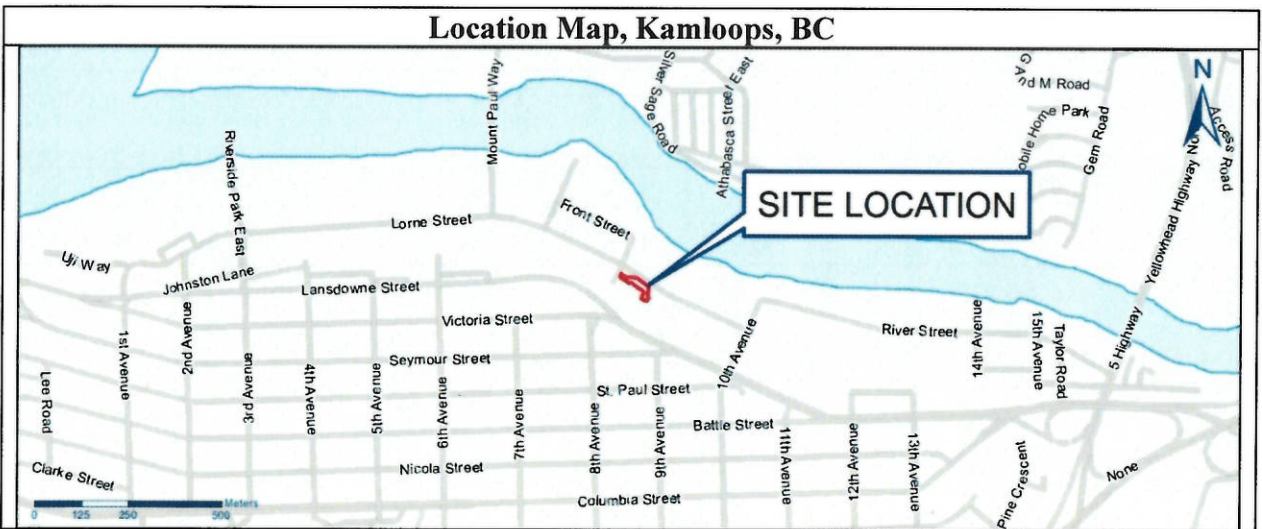 Location Map, Kamloops, BC
Mount Paul Way
Silver Sage Road
Athabasca Street East
G And M Road
obile Home Park
Gem Road
N
Access Road
Yellowhead Highway No
5 Highway
SITE LOCATION
Riverside Park East
Lorne Street
Front Street
Uji Way
Johnston Lane
Lansdowne Street
Victoria Street
River Street
1st Avenue
2nd Avenue
3rd Avenue
4th Avenue
5th Avenue
6th Avenue
7th Avenue
8th Avenue
9th Avenue
10th Avenue
11th Avenue
12th Avenue
13th Avenue
14th Avenue
15th Avenue
Taylor Road
Seymour Street
St. Paul Street
Battle Street
Lee Road
Clarke Street
Nicola Street
Columbia Street
Pine Crescent
None
0 125 250 500 Meters